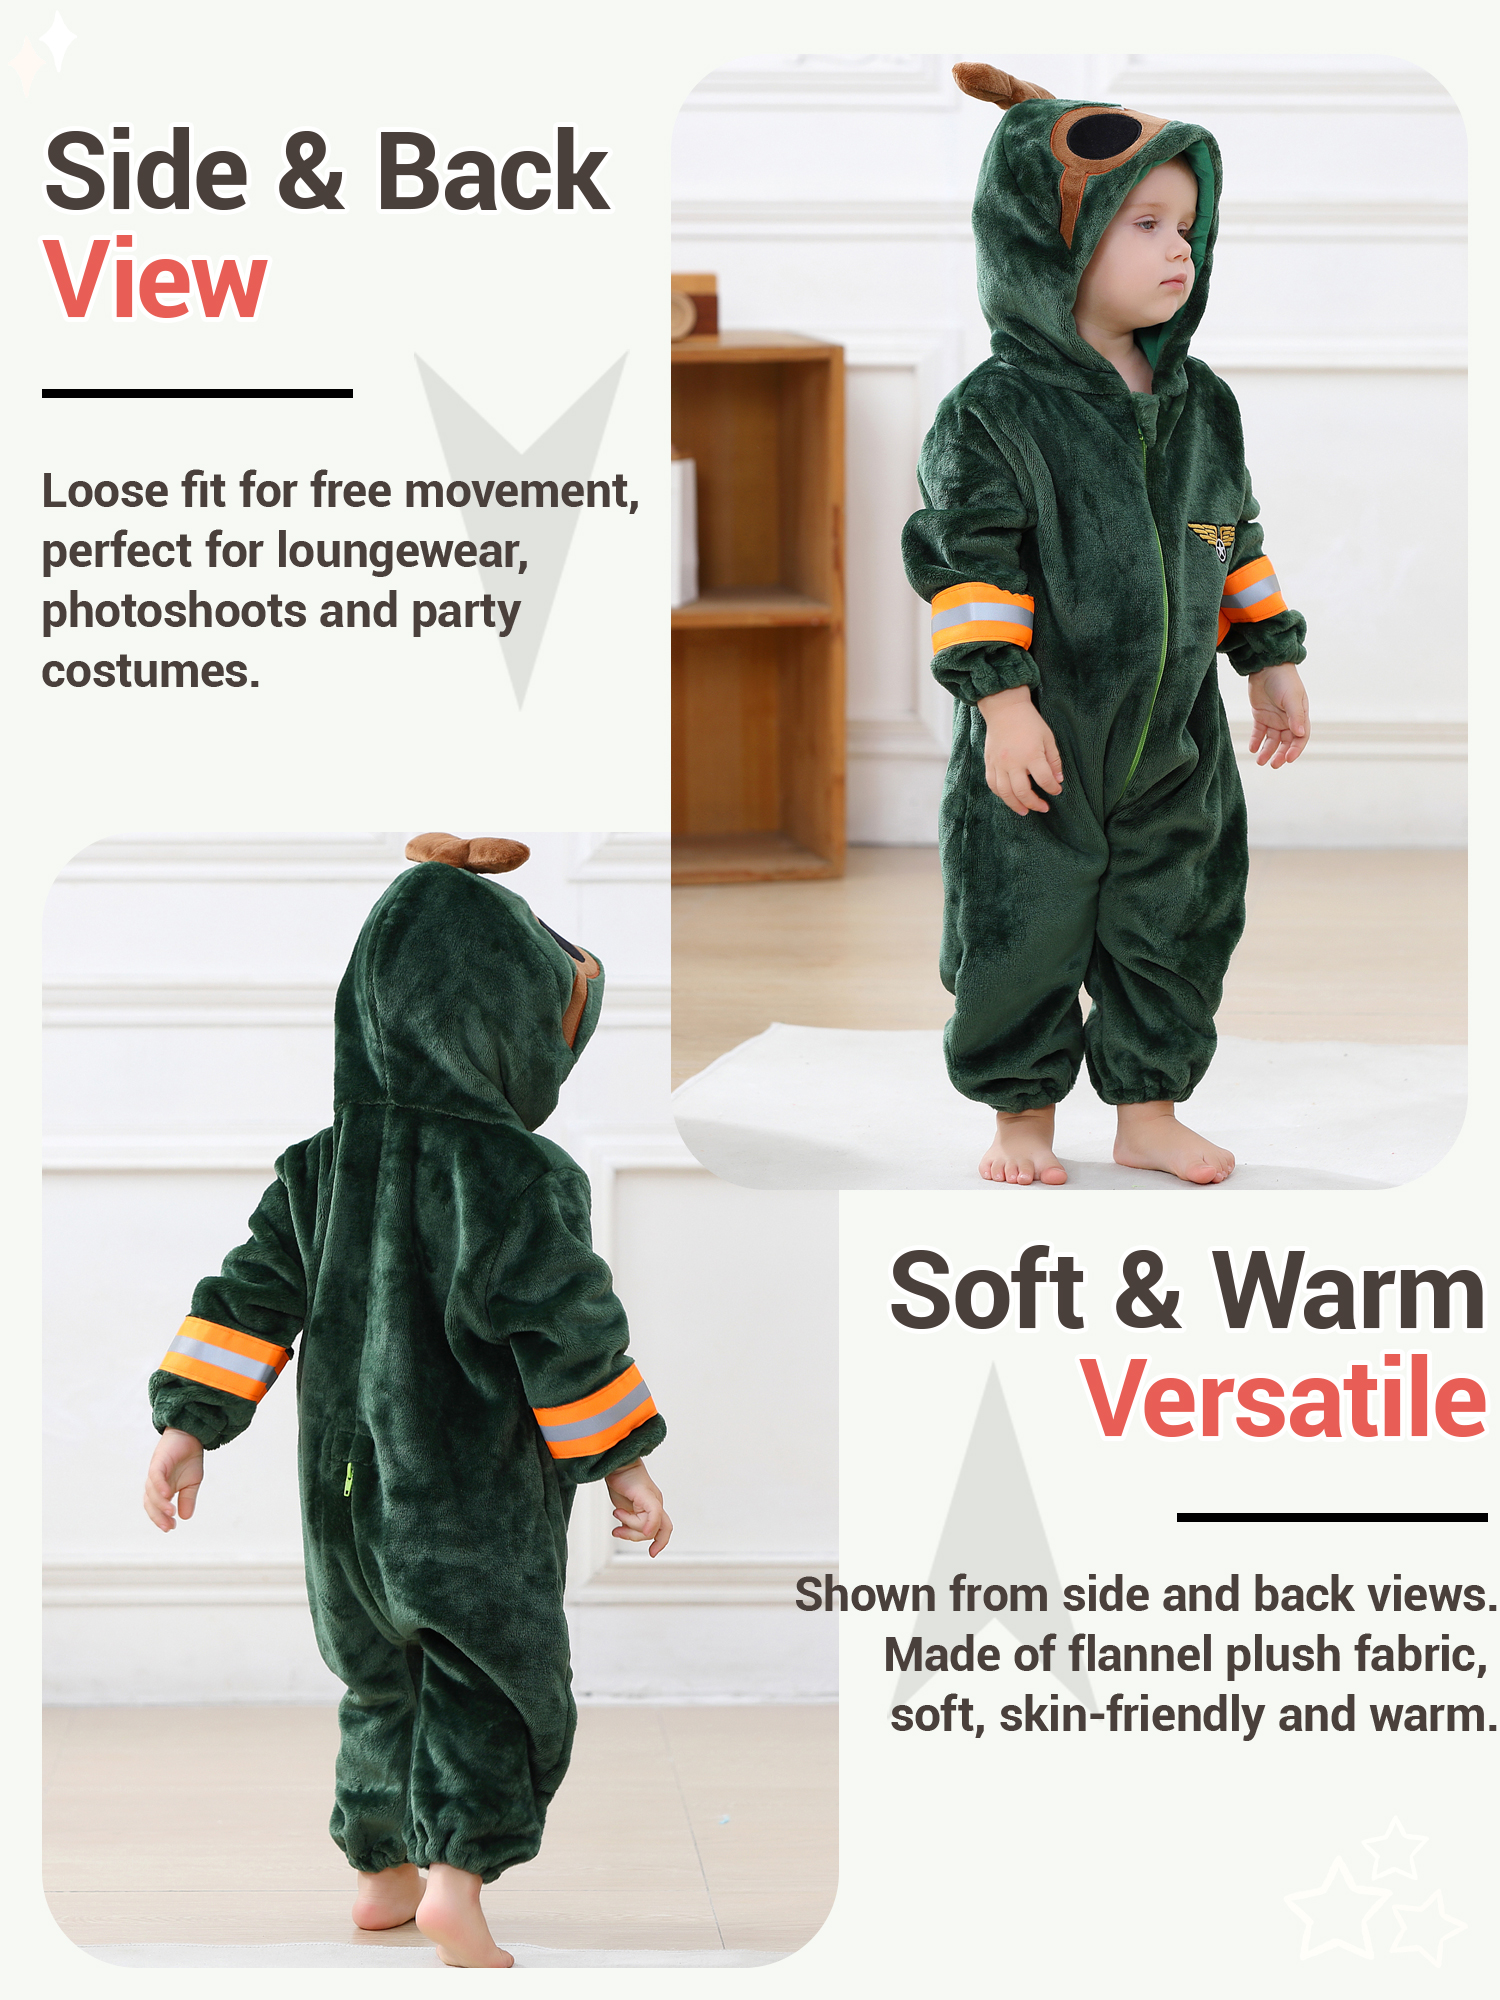 Side & Back
View
Loose fit for free movement,
perfect for loungewear,
photoshoots and party
costumes.
Soft & Warm
Versatile
Shown from side and back views.
Made of flannel plush fabric,
soft, skin-friendly and warm.